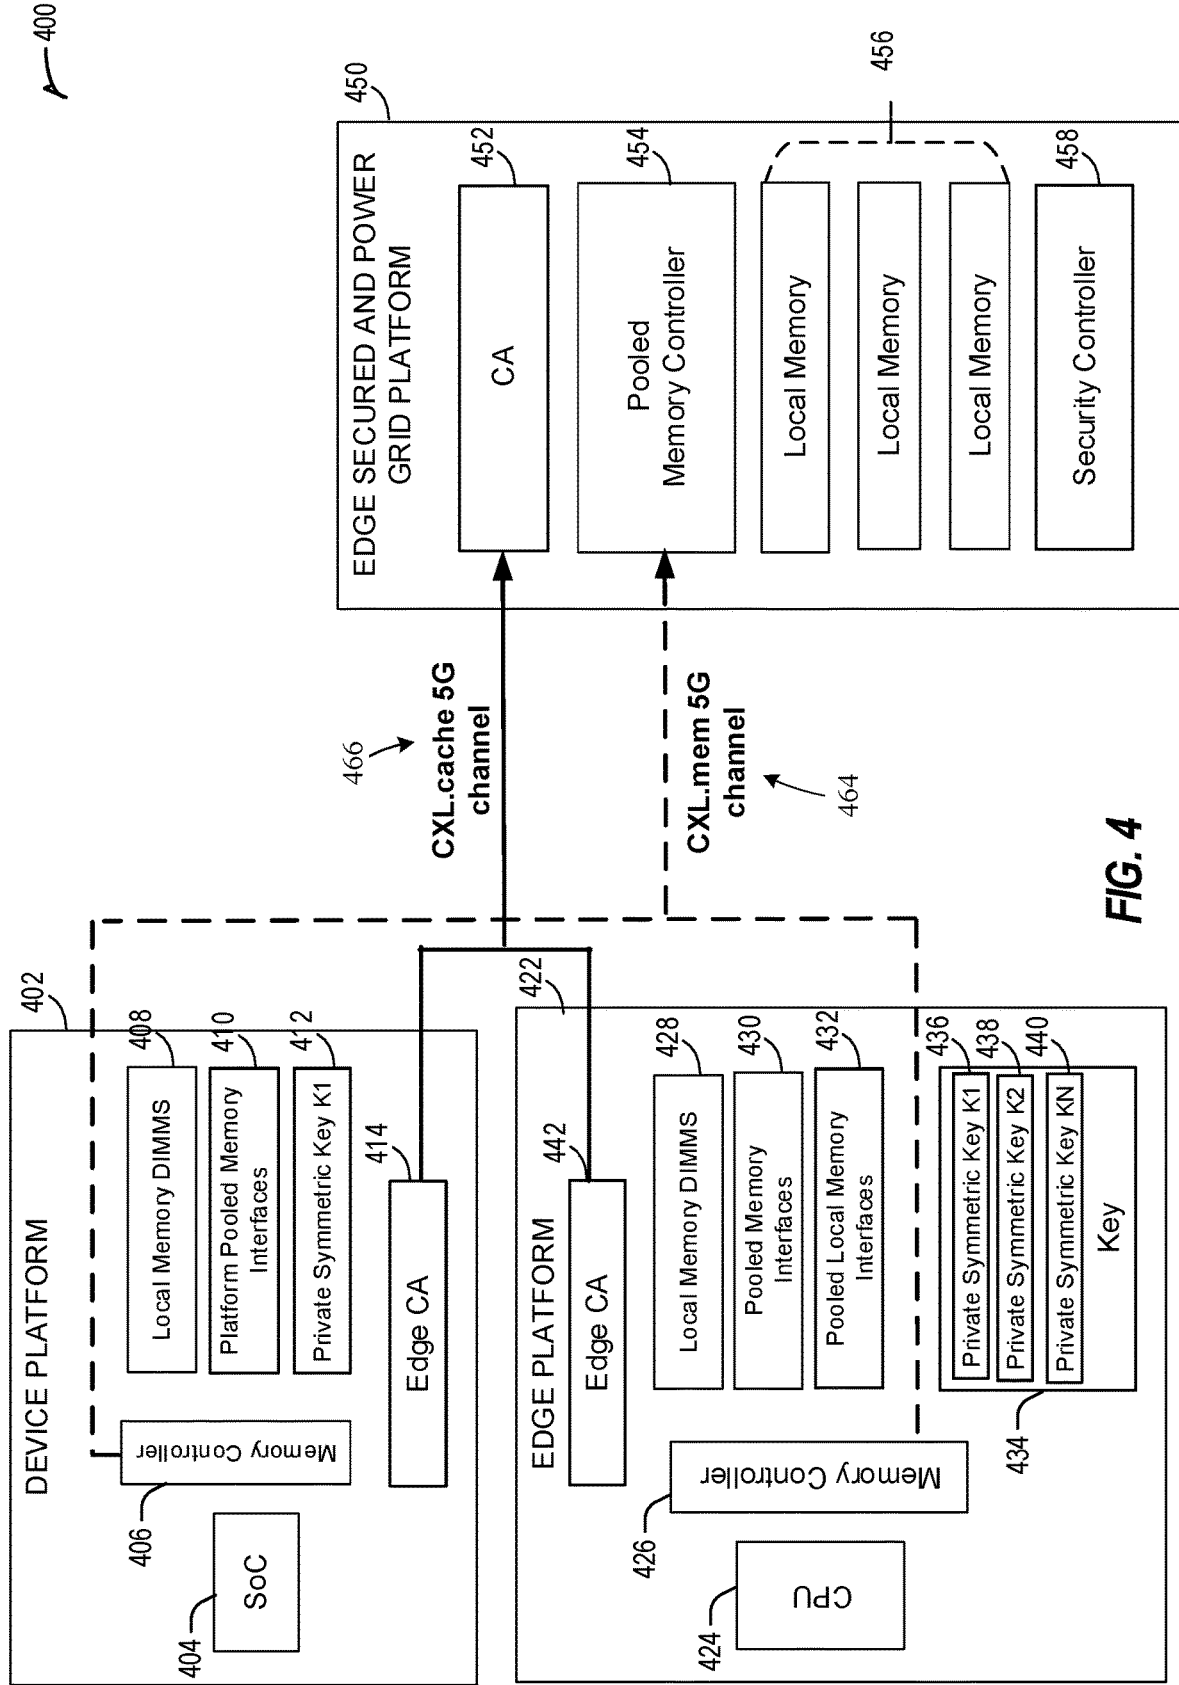 400
DEVICE PLATFORM
402
SoC
404
Memory Controller
406
Local Memory DIMMS
408
Platform Pooled Memory
Interfaces
410
Private Symmetric Key K1
412
Edge CA
414
EDGE PLATFORM
422
Edge CA
442
CPU
424
Memory Controller
426
Local Memory DIMMS
428
Pooled Memory
Interfaces
430
Pooled Local Memory
Interfaces
432
Private Symmetric Key K1
436
Private Symmetric Key K2
438
Private Symmetric Key KN
440
Key
434
466
CXL.cache 5G
channel
CXL.mem 5G
channel
464
EDGE SECURED AND POWER
GRID PLATFORM
450
CA
452
Pooled
Memory Controller
454
Local Memory
Local Memory
Local Memory
456
Security Controller
458
FIG. 4